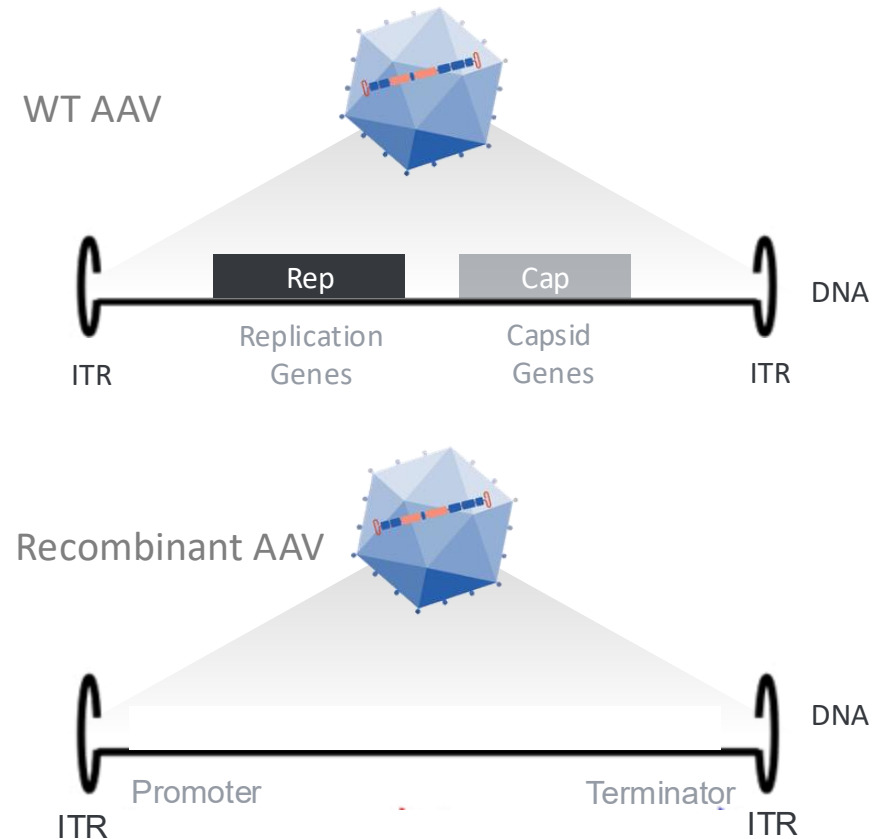 WT AAV
Rep
Cap
DNA
Replication
Genes
Capsid
Genes
ITR
ITR
Recombinant AAV
DNA
Promoter
Terminator
ITR
ITR